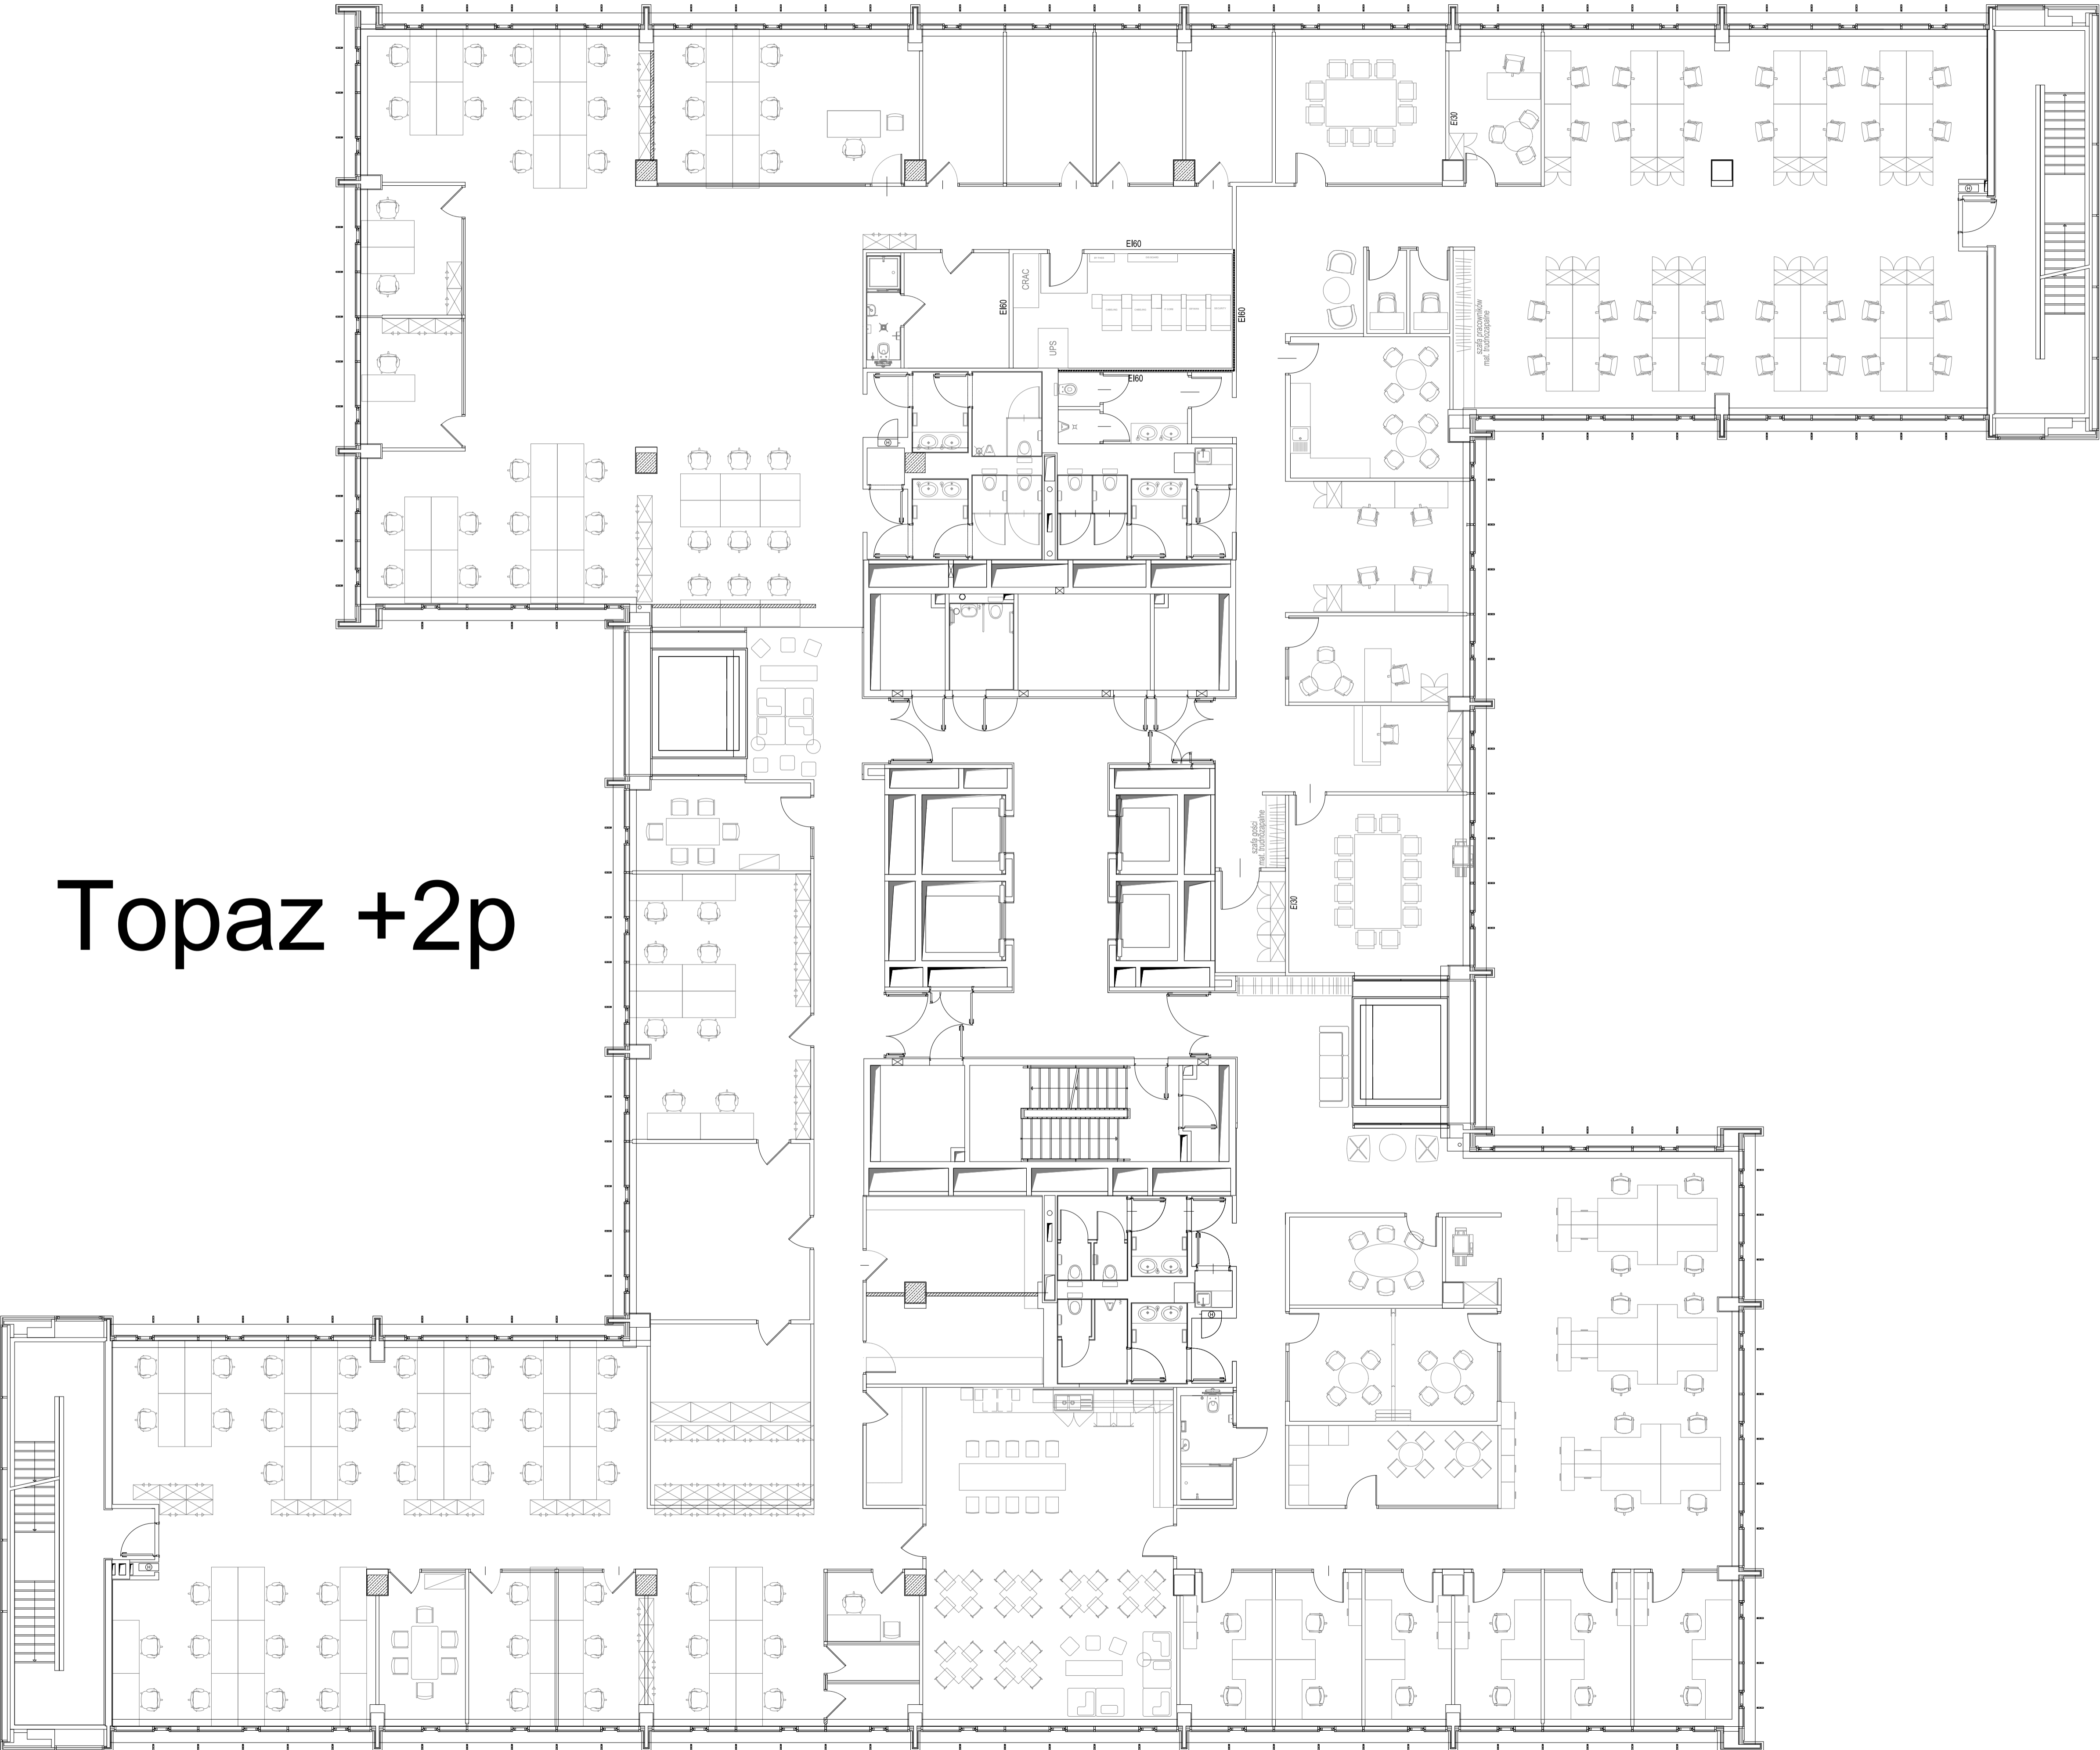 EI30
EI60
CRAC
EI60
EI60
UPS
EI60
szafa pracowników
mat. trudnozapalne
szafa gości
mat. trudnozapalne
EI30
Topaz +2p